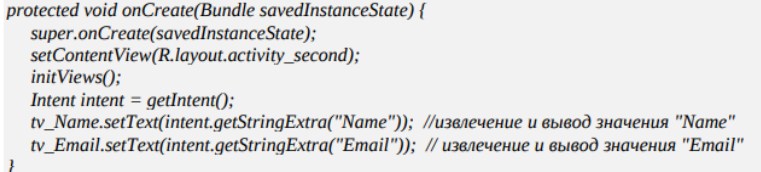 protected void onCreate(Bundle savedInstanceState) {
super.onCreate(savedInstanceState);
setContentView(R.layout.activity_second);
initViews();
Intent intent = getIntent();
tv_Name.setText(intent.getStringExtra("Name")); //извлечение и вывод значения "Name"
tv_Email.setText(intent.getStringExtra("Email")); // извлечение и вывод значения "Email"
}